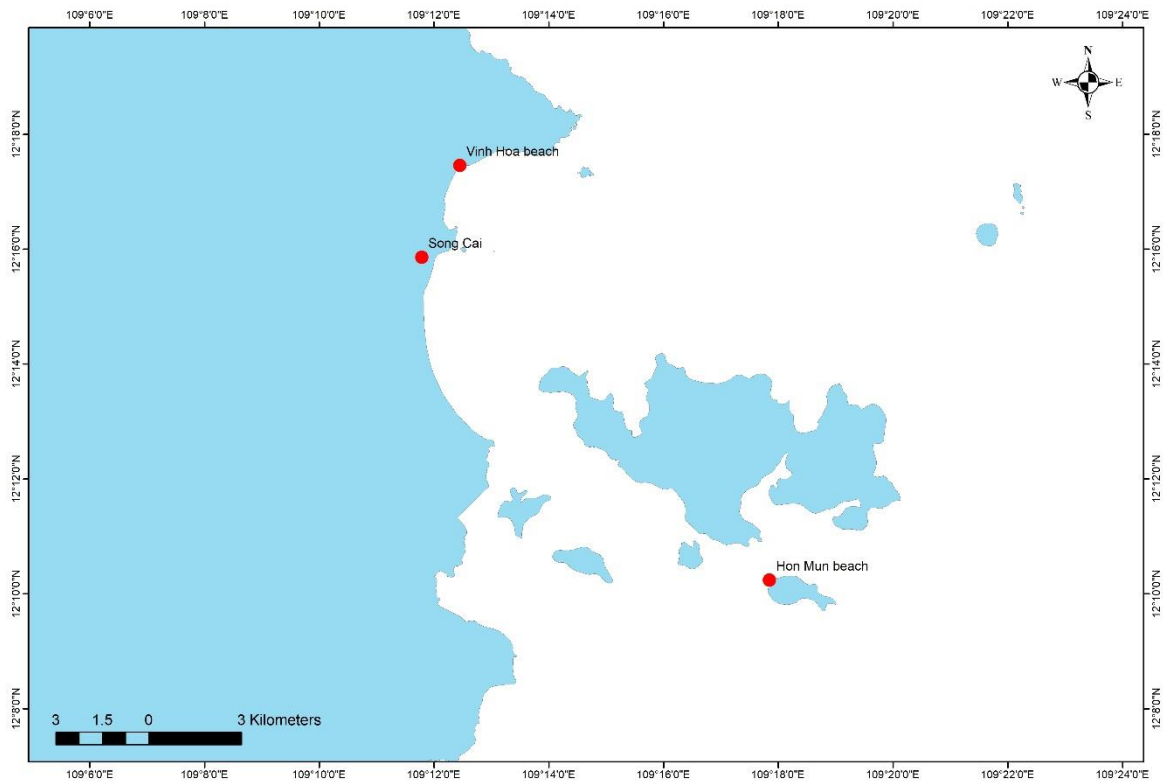 109°6'0"E 109°8'0"E 109°10'0"E 109°12'0"E 109°14'0"E 109°16'0"E 109°18'0"E 109°20'0"E 109°22'0"E 109°24'0"E
N
W E
S
12°18'0"N 12°18'0"N
Vinh Hoa beach
12°16'0"N 12°16'0"N
Song Cai
12°14'0"N 12°14'0"N
12°12'0"N 12°12'0"N
Hon Mun beach
12°10'0"N 12°10'0"N
12°8'0"N 12°8'0"N
3 1.5 0 3 Kilometers
109°6'0"E 109°8'0"E 109°10'0"E 109°12'0"E 109°14'0"E 109°16'0"E 109°18'0"E 109°20'0"E 109°22'0"E 109°24'0"E